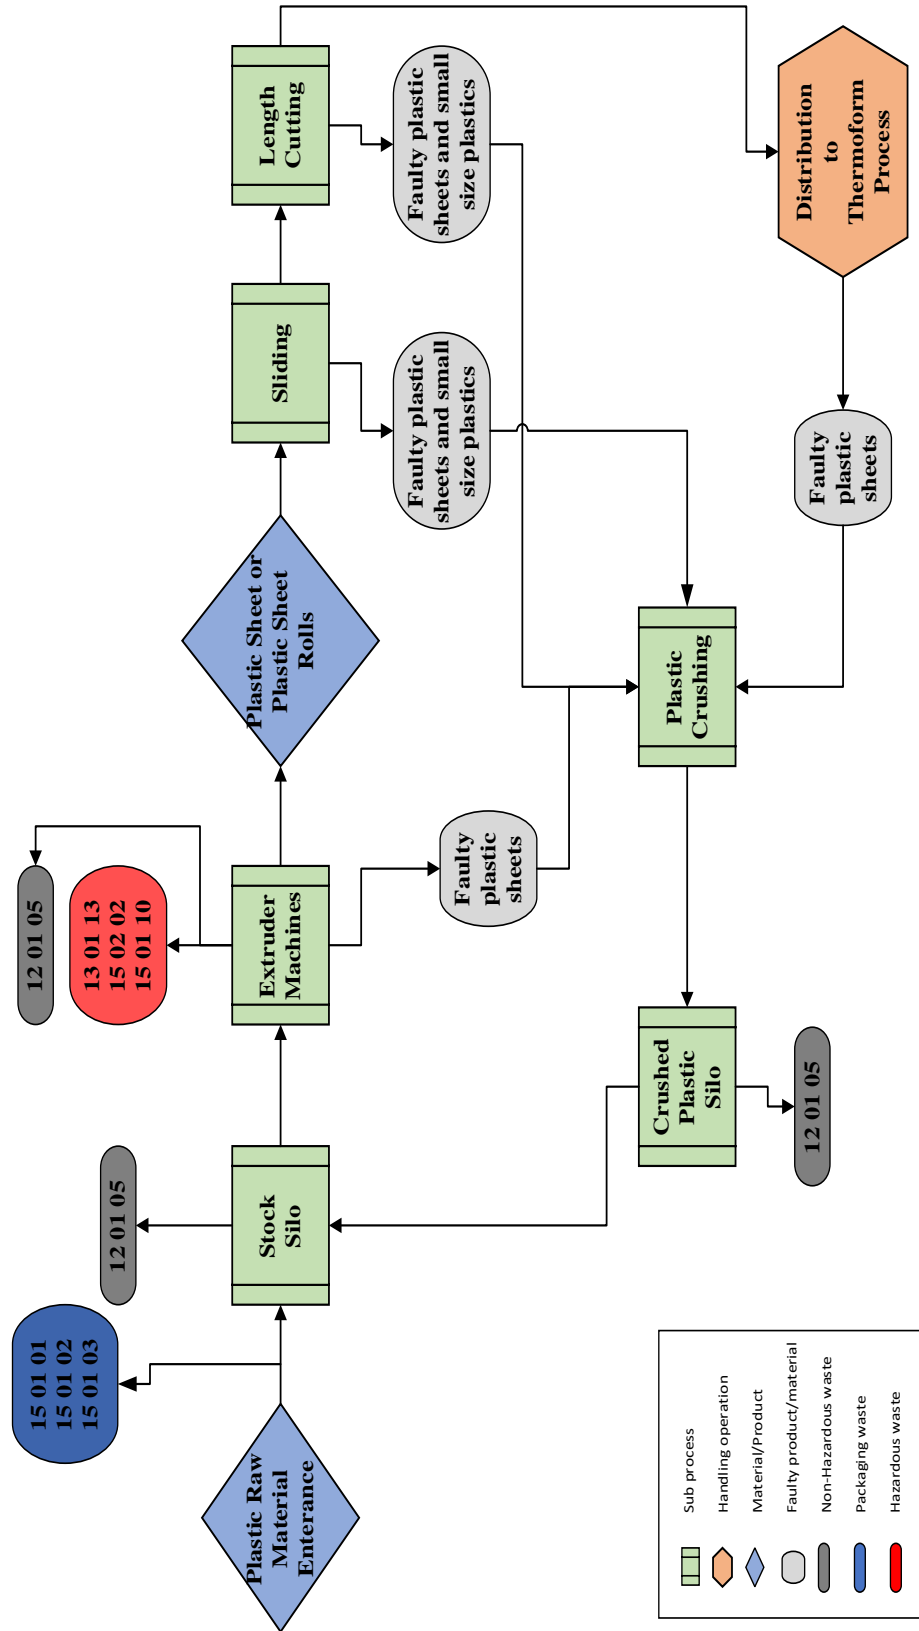 15 01 01
15 01 02
15 01 03
12 01 05
12 01 05
13 01 13
15 02 02
15 01 10
Plastic Raw
Material
Enterance
Stock
Silo
Extruder
Machines
Plastic Sheet or
Plastic Sheet
Rolls
Sliding
Length
Cutting
Faulty plastic
sheets
Faulty plastic
sheets and small
size plastics
Faulty plastic
sheets and small
size plastics
Crushed
Plastic
Silo
Plastic
Crushing
12 01 05
Faulty
plastic
sheets
Distribution
to
Thermoform
Process
Sub process
Handling operation
Material/Product
Faulty product/material
Non-Hazardous waste
Packaging waste
Hazardous waste